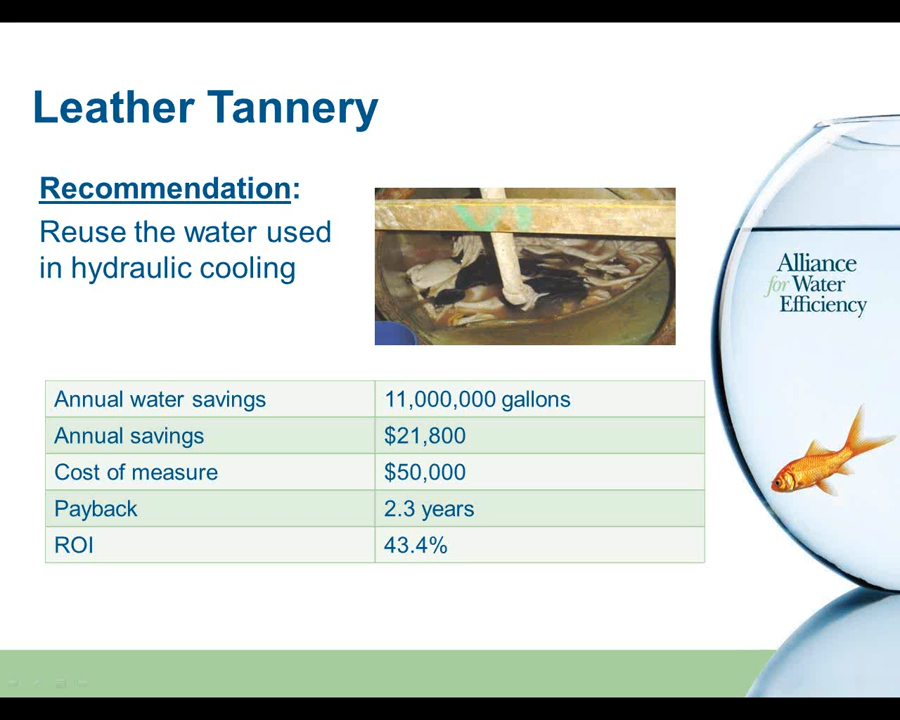 Leather Tannery
Recommendation:
Reuse the water used
in hydraulic cooling
Alliance
for Water
Efficiency
Annual water savings 11,000,000 gallons
Annual savings $21,800
Cost of measure $50,000
Payback 2.3 years
ROI 43.4%